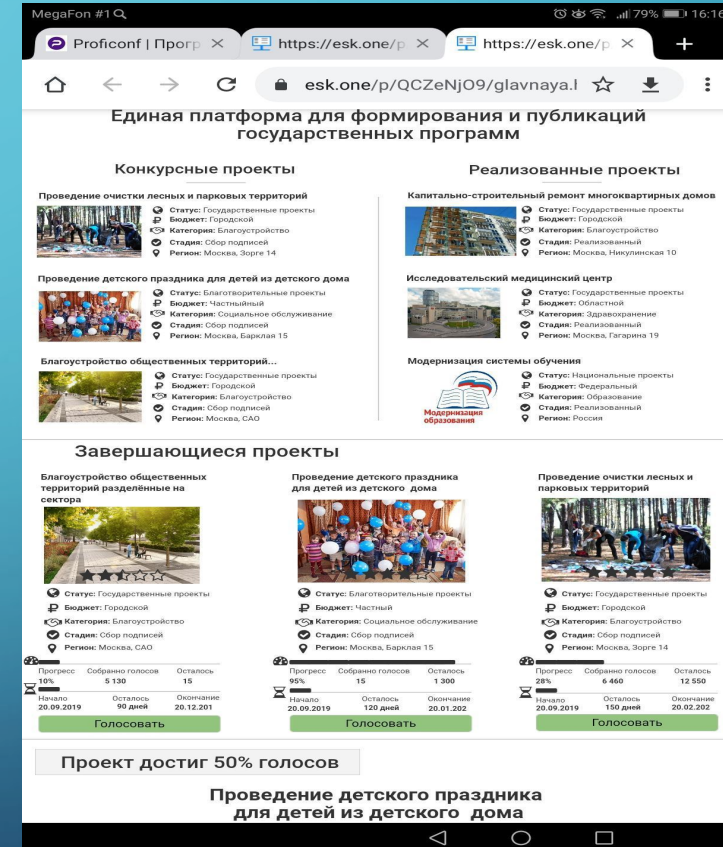 MegaFon #1
79% 16:16
Proficonf | Прогр
https://esk.one/p
https://esk.one/p
esk.one/p/QCZeNjO9/glavnaya.
Единая платформа для формирования и публикаций
государственных программ
Конкурсные проекты
Проведение очистки лесных и парковых территорий
Статус: Государственные проекты
Бюджет: Городской
Категория: Благоустройство
Стадия: Сбор подписей
Регион: Москва, Зорге 14
Проведение детского праздника для детей из детского дома
Статус: Благотворительные проекты
Бюджет: Частныйный
Категория: Социальное обслуживание
Стадия: Сбор подписей
Регион: Москва, Барклая 15
Благоустройство общественных территорий...
Статус: Государственные проекты
Бюджет: Городской
Категория: Благоустройство
Стадия: Сбор подписей
Регион: Москва, САО
Реализованные проекты
Капитально-строительный ремонт многоквартирных домов
Статус: Государственные проекты
Бюджет: Городской
Категория: Благоустройство
Стадия: Реализованный
Регион: Москва, Никулинская 10
Исследовательский медицинский центр
Статус: Государственные проекты
Бюджет: Областной
Категория: Здравохранение
Стадия: Реализованный
Регион: Москва, Гагарина 19
Модернизация системы обучения
Модернизация
образования
Статус: Национальные проекты
Бюджет: Федеральный
Категория: Образование
Стадия: Реализованный
Регион: Россия
Завершающиеся проекты
Благоустройство общественных
территорий разделённые на
сектора
Статус: Государственные проекты
Бюджет: Городской
Категория: Благоустройство
Стадия: Сбор подписей
Регион: Москва, САО
Прогресс Собранно голосов Осталось
10% 5 130 15
Начало Осталось Окончание
20.09.2019 90 дней 20.12.201
Голосовать
Проведение детского праздника
для детей из детского дома
Статус: Благотворительные проекты
Бюджет: Частный
Категория: Социальное обслуживание
Стадия: Сбор подписей
Регион: Москва, Барклая 15
Прогресс Собранно голосов Осталось
95% 15 1 300
Начало Осталось Окончание
20.09.2019 120 дней 20.01.202
Голосовать
Проведение очистки лесных и
парковых территорий
Статус: Государственные проекты
Бюджет: Городской
Категория: Благоустройство
Стадия: Сбор подписей
Регион: Москва, Зорге 14
Прогресс Собранно голосов Осталось
28% 6 460 12 550
Начало Осталось Окончание
20.09.2019 150 дней 20.02.202
Голосовать
Проект достиг 50% голосов
Проведение детского праздника
для детей из детского дома